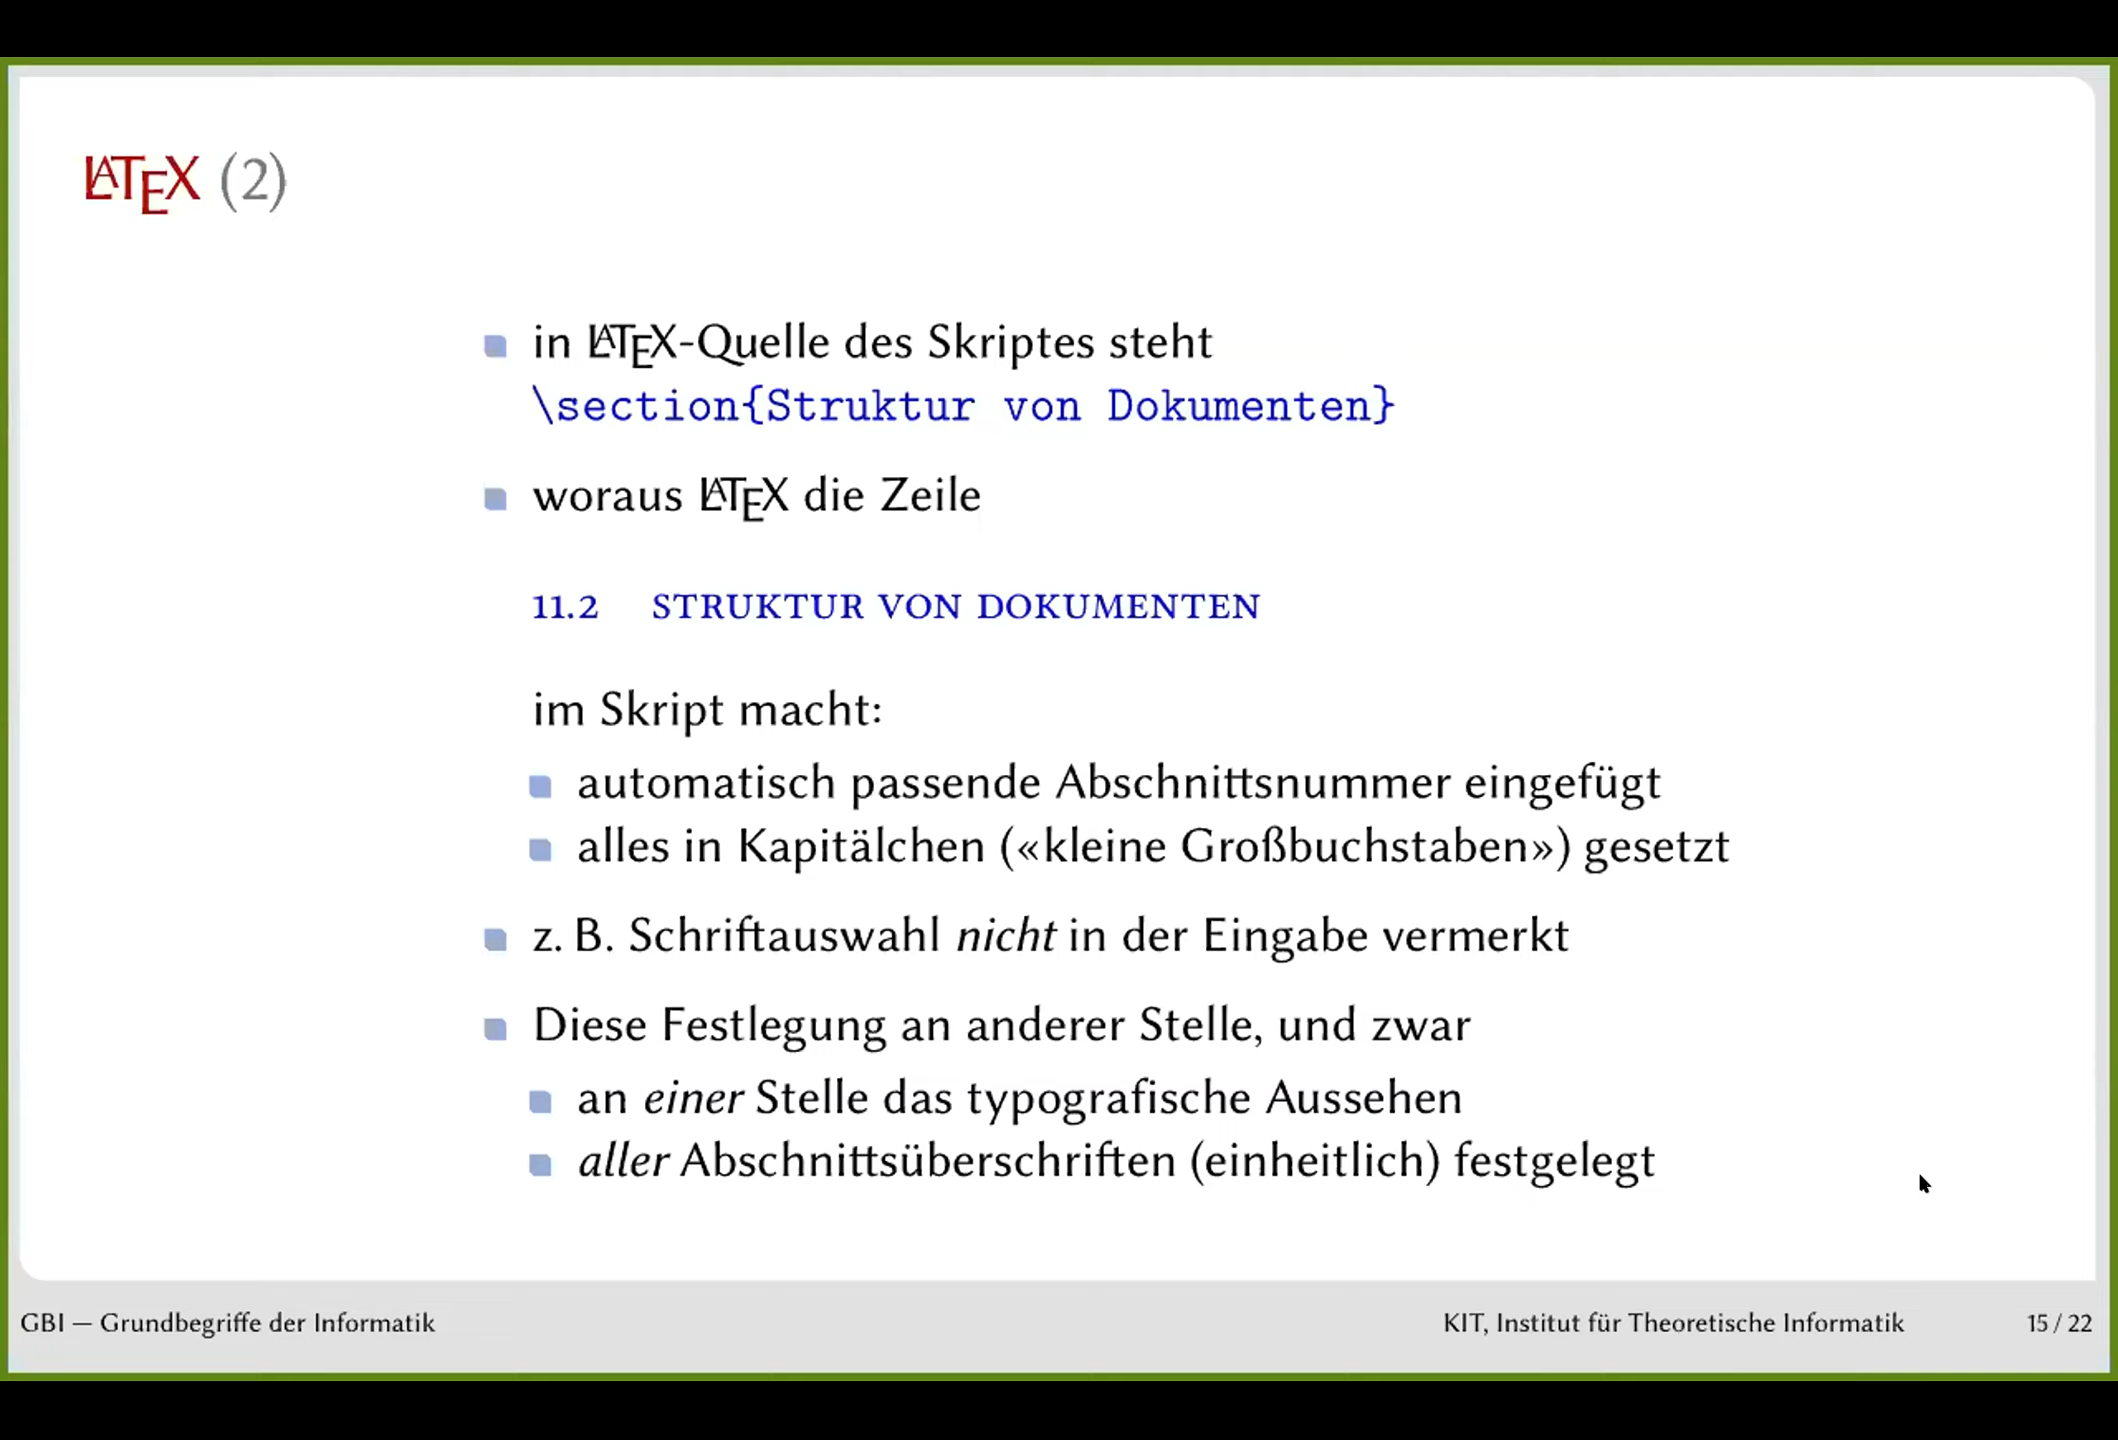 LATEX (2)
in LATEX-Quelle des Skriptes steht
\section{Struktur von Dokumenten}
woraus LATEX die Zeile
11.2 STRUKTUR VON DOKUMENTEN
im Skript macht:
automatisch passende Abschnittsnummer eingefügt
alles in Kapitälchen («kleine Großbuchstaben») gesetzt
z. B. Schriftauswahl nicht in der Eingabe vermerkt
Diese Festlegung an anderer Stelle, und zwar
an einer Stelle das typografische Aussehen
aller Abschnittsüberschriften (einheitlich) festgelegt
GBI — Grundbegriffe der Informatik KIT, Institut für Theoretische Informatik 15 / 22